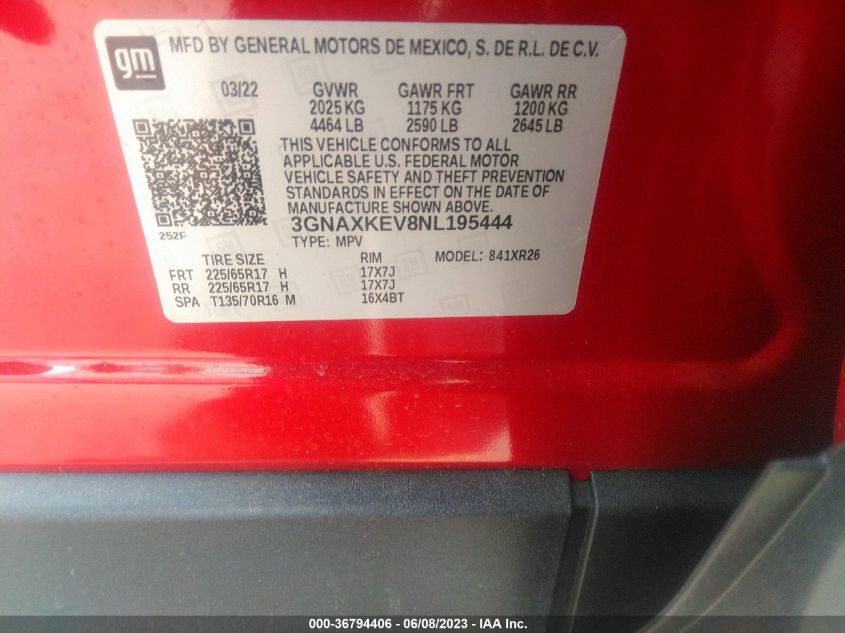 gm
MFD BY GENERAL MOTORS DE MEXICO, S. DE R.L. DE C.V.
03/22 GVWR GAWR FRT GAWR RR
2025 KG 1175 KG 1200 KG
4464 LB 2590 LB 2645 LB
THIS VEHICLE CONFORMS TO ALL
APPLICABLE U.S. FEDERAL MOTOR
VEHICLE SAFETY AND THEFT PREVENTION
STANDARDS IN EFFECT ON THE DATE OF
MANUFACTURE SHOWN ABOVE.
252F 3GNAXKEV8NL195444
TYPE: MPV
TIRE SIZE RIM MODEL: 841XR26
FRT 225/65R17 H 17X7J
RR 225/65R17 H 17X7J
SPA T135/70R16 M 16X4BT
000-36794406 - 06/08/2023 - IAA Inc.